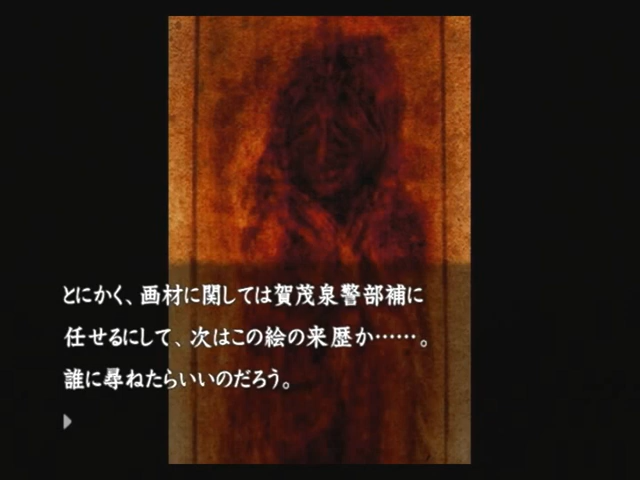 とにかく、画材に関しては賀茂泉警部補に
任せるにして、次はこの絵の来歴か……。
誰に尋ねたらいいのだろう。